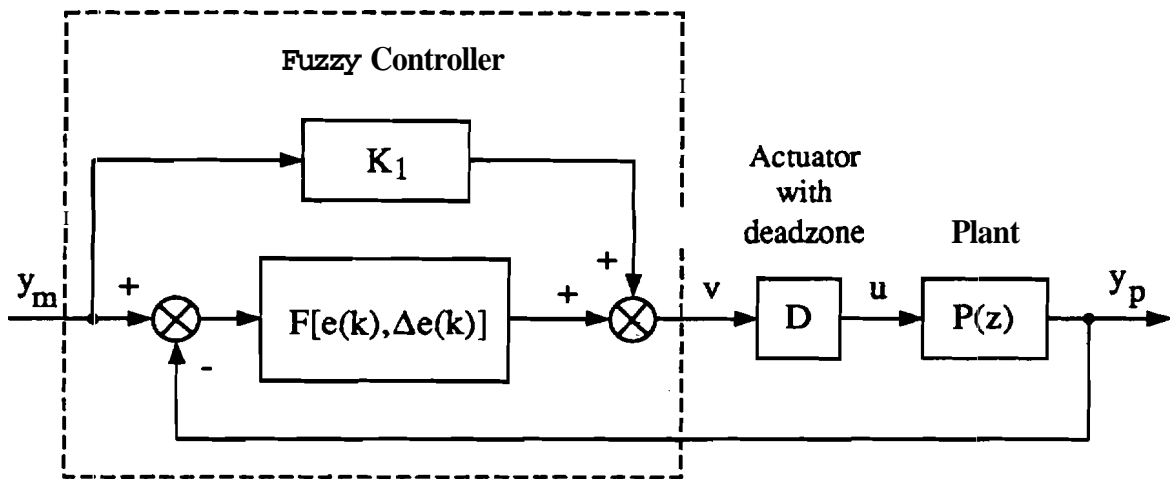 Fuzzy Controller
K1
Actuator
with
deadzone
Plant
ym
+
-
F[e(k),Δe(k)]
+
+
v
D
u
P(z)
yp